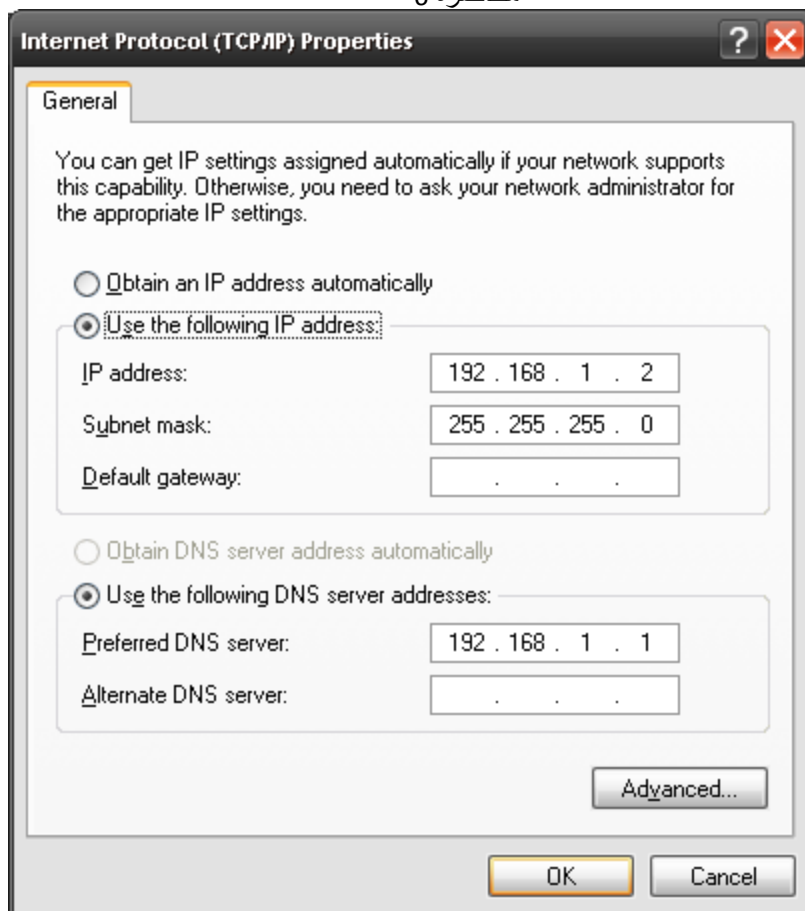 Internet Protocol (TCP/IP) Properties
General
You can get IP settings assigned automatically if your network supports
this capability. Otherwise, you need to ask your network administrator for
the appropriate IP settings.
Obtain an IP address automatically
Use the following IP address:
IP address: 192 . 168 . 1 . 2
Subnet mask: 255 . 255 . 255 . 0
Default gateway: . . .
Obtain DNS server address automatically
Use the following DNS server addresses:
Preferred DNS server: 192 . 168 . 1 . 1
Alternate DNS server: . . .
Advanced...
OK Cancel